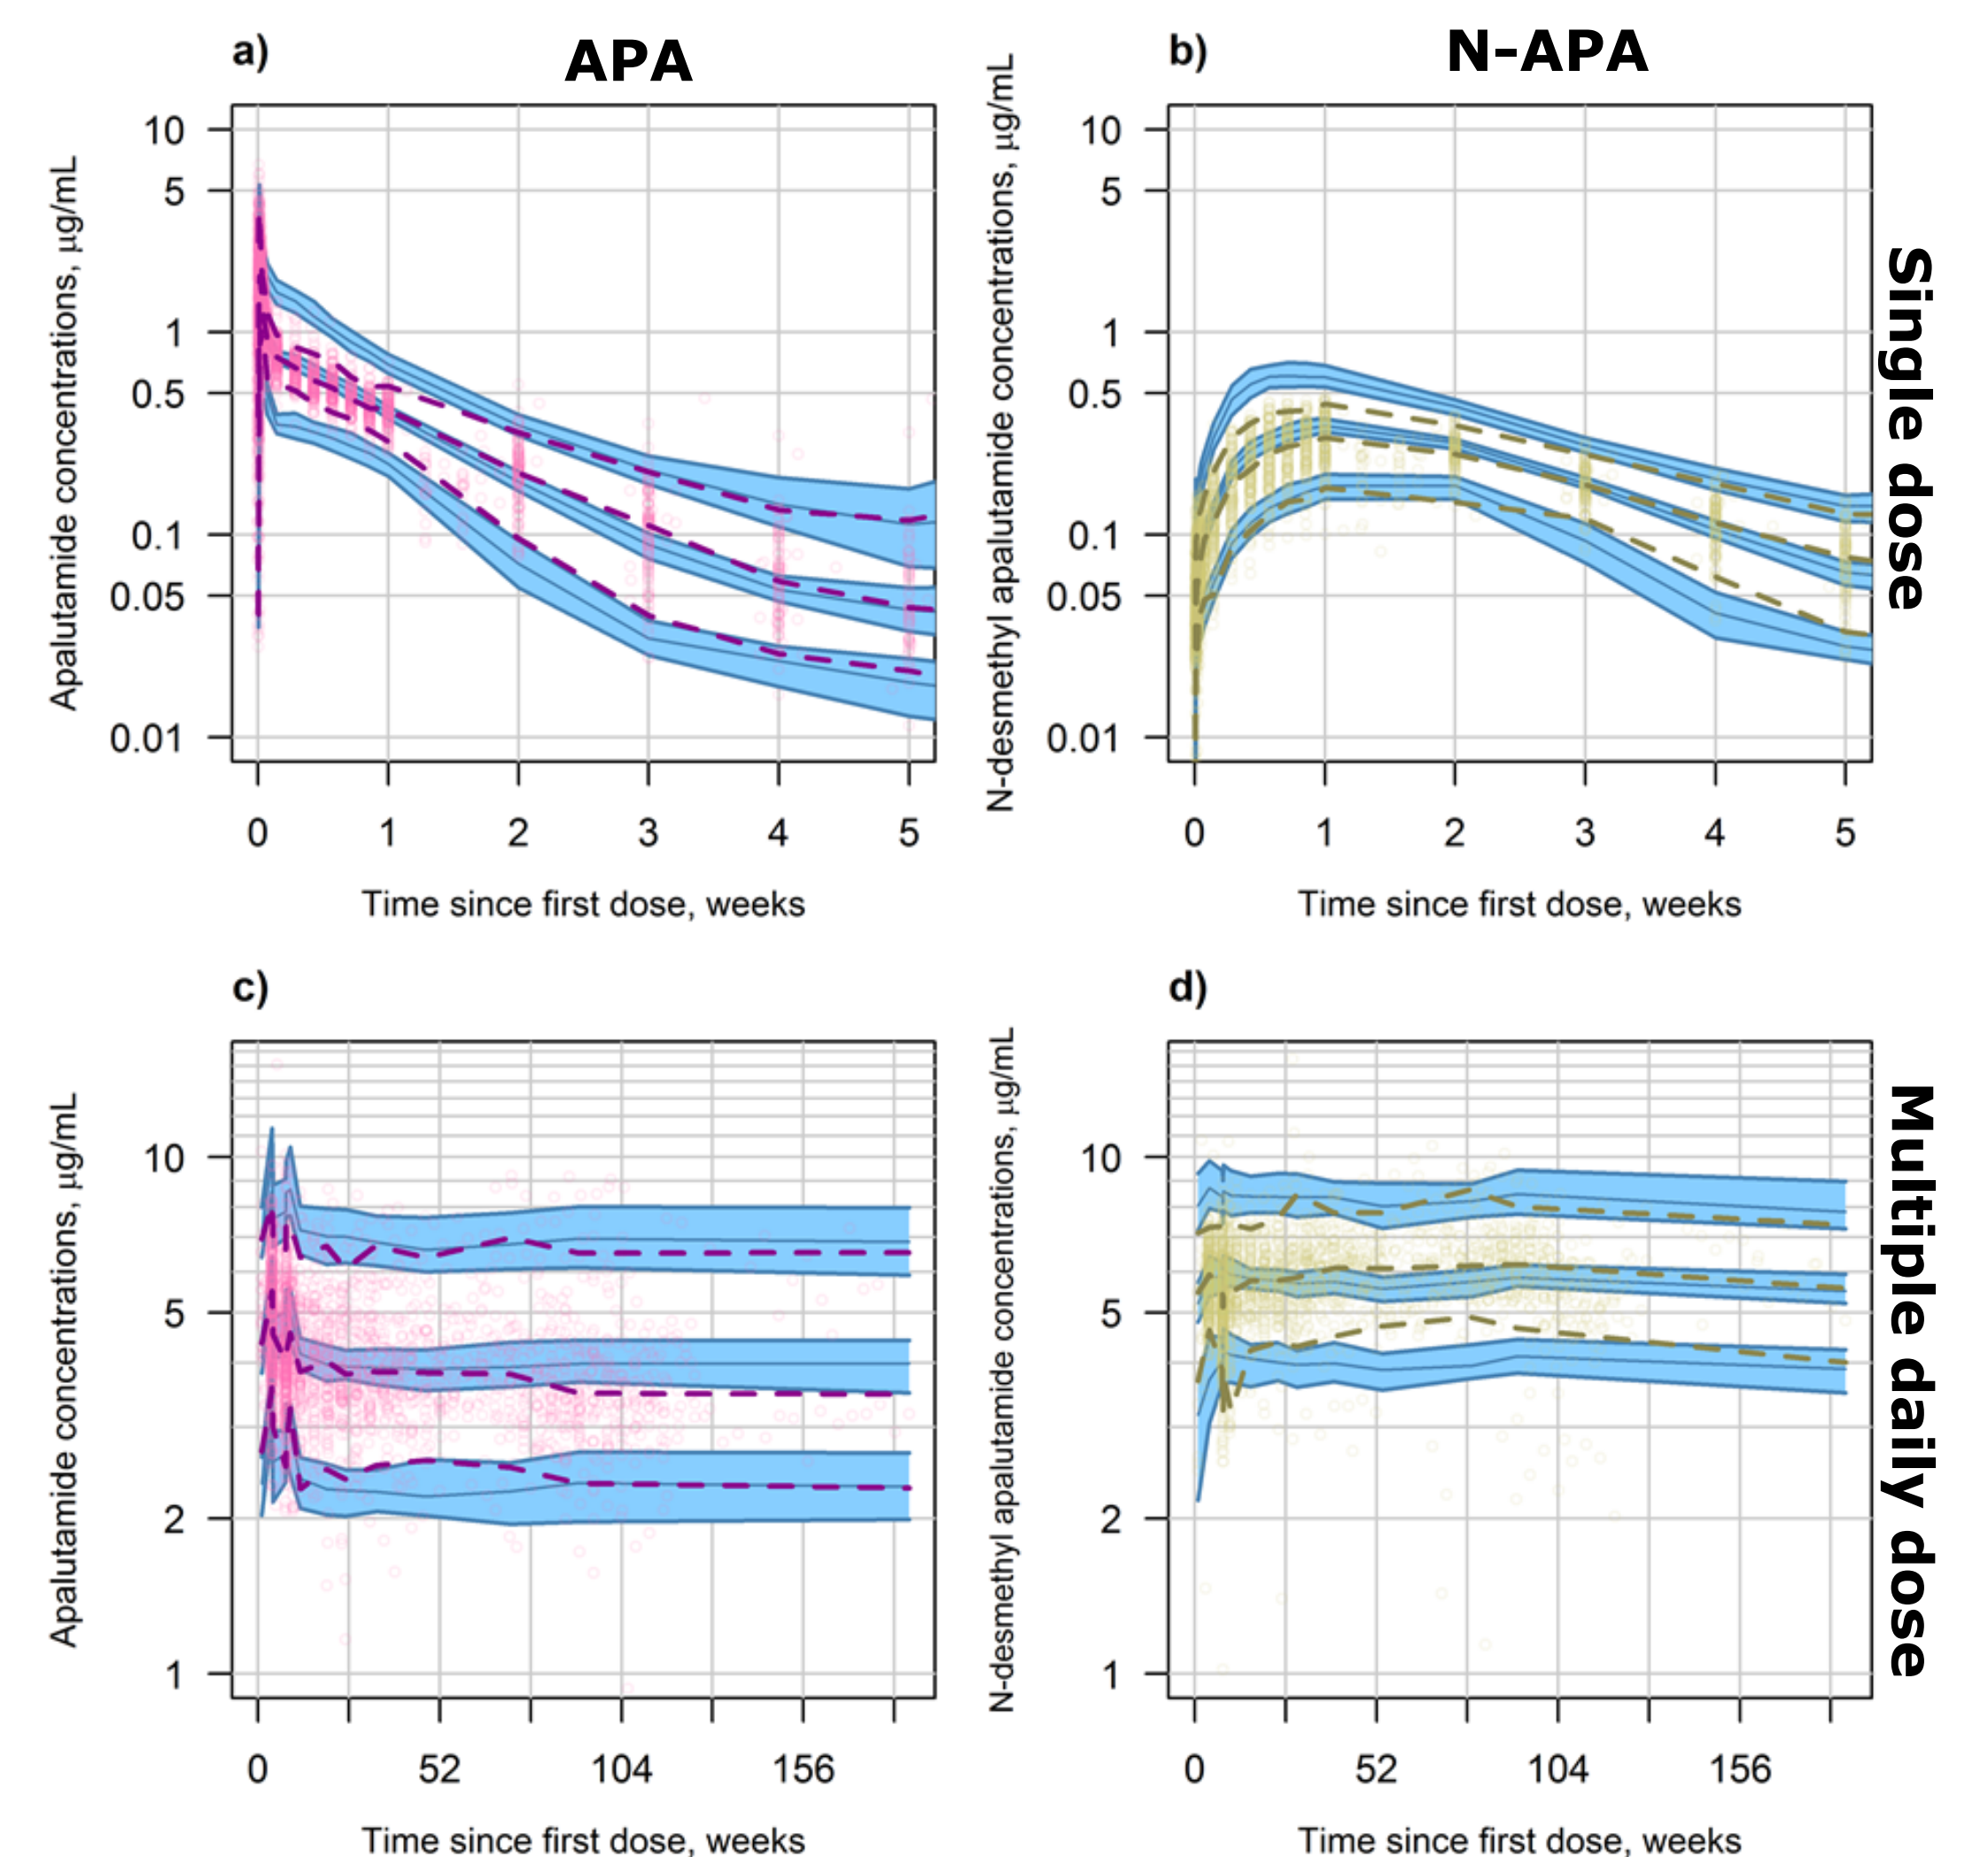 a) APA
Apalutamide concentrations, μg/mL
10
5
1
0.5
0.1
0.05
0.01
0 1 2 3 4 5
Time since first dose, weeks
b) N-APA
N-desmethyl apalutamide concentrations, μg/mL
10
5
1
0.5
0.1
0.05
0.01
0 1 2 3 4 5
Time since first dose, weeks
Single dose
c)
Apalutamide concentrations, μg/mL
10
5
2
1
0 52 104 156
Time since first dose, weeks
d)
N-desmethyl apalutamide concentrations, μg/mL
10
5
2
1
0 52 104 156
Time since first dose, weeks
Multiple daily dose